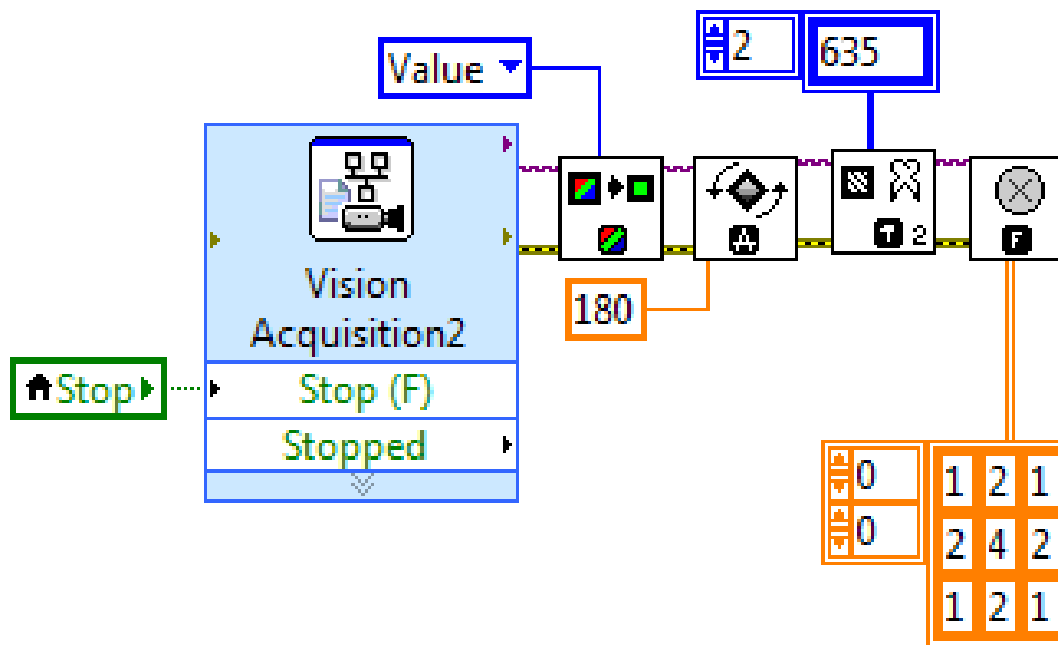 2 635
Value
A
T 2
F
180
Vision
Acquisition2
Stop
Stop (F)
Stopped
0
0
1 2 1
2 4 2
1 2 1